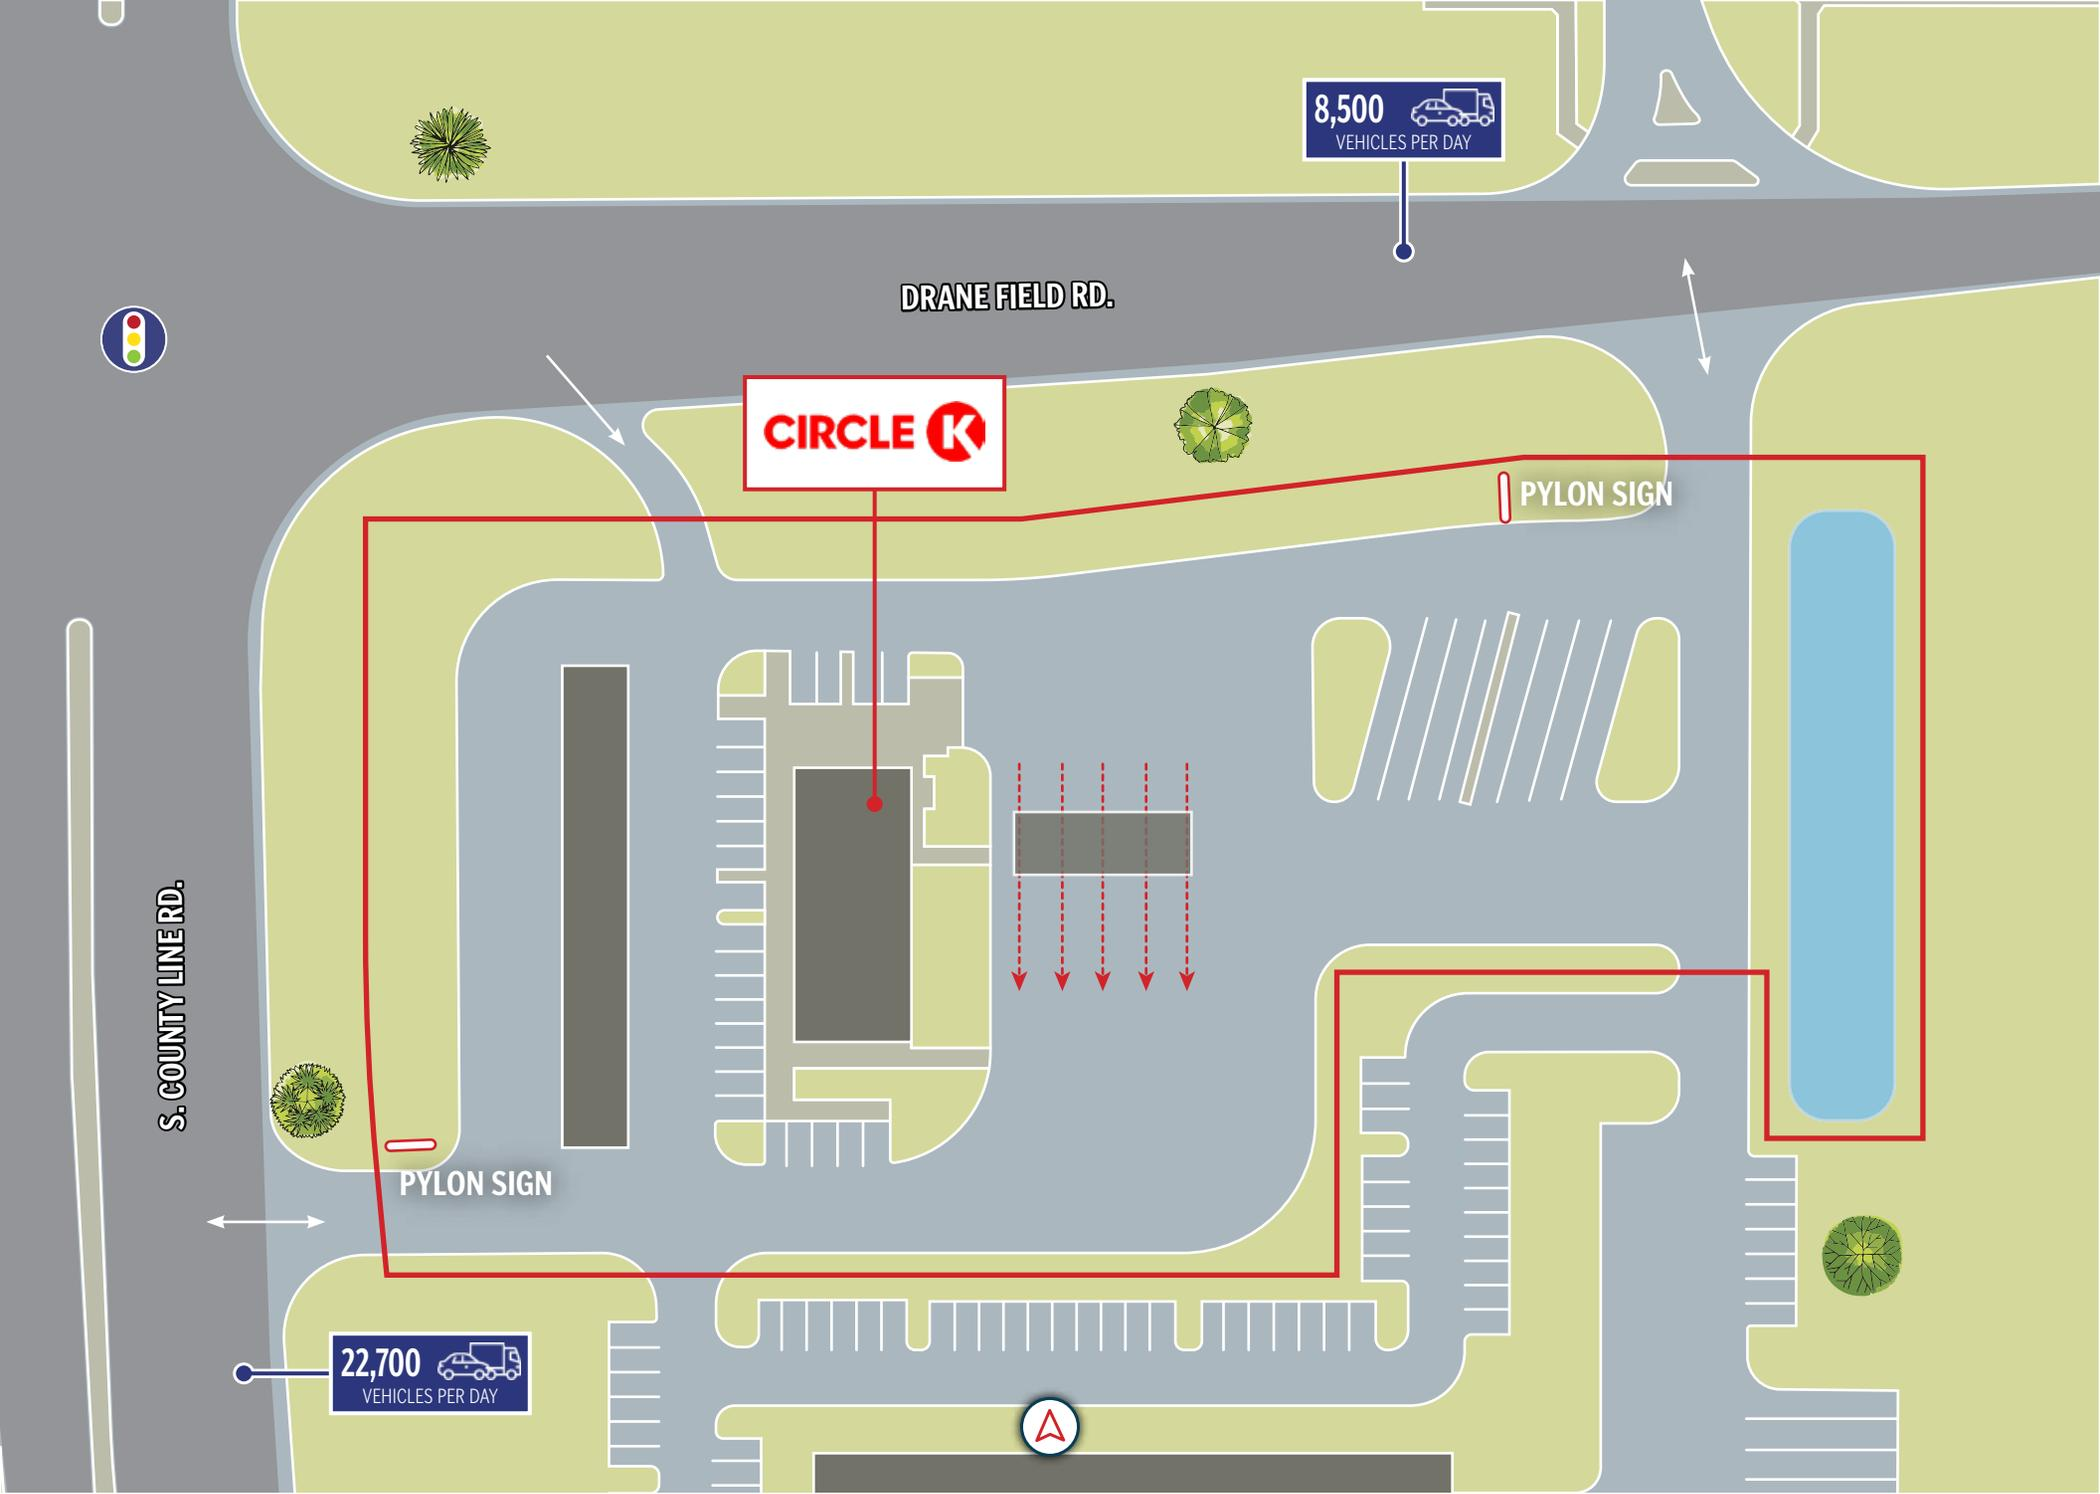 8,500
VEHICLES PER DAY
DRANE FIELD RD.
CIRCLE K
PYLON SIGN
S. COUNTY LINE RD.
PYLON SIGN
22,700
VEHICLES PER DAY